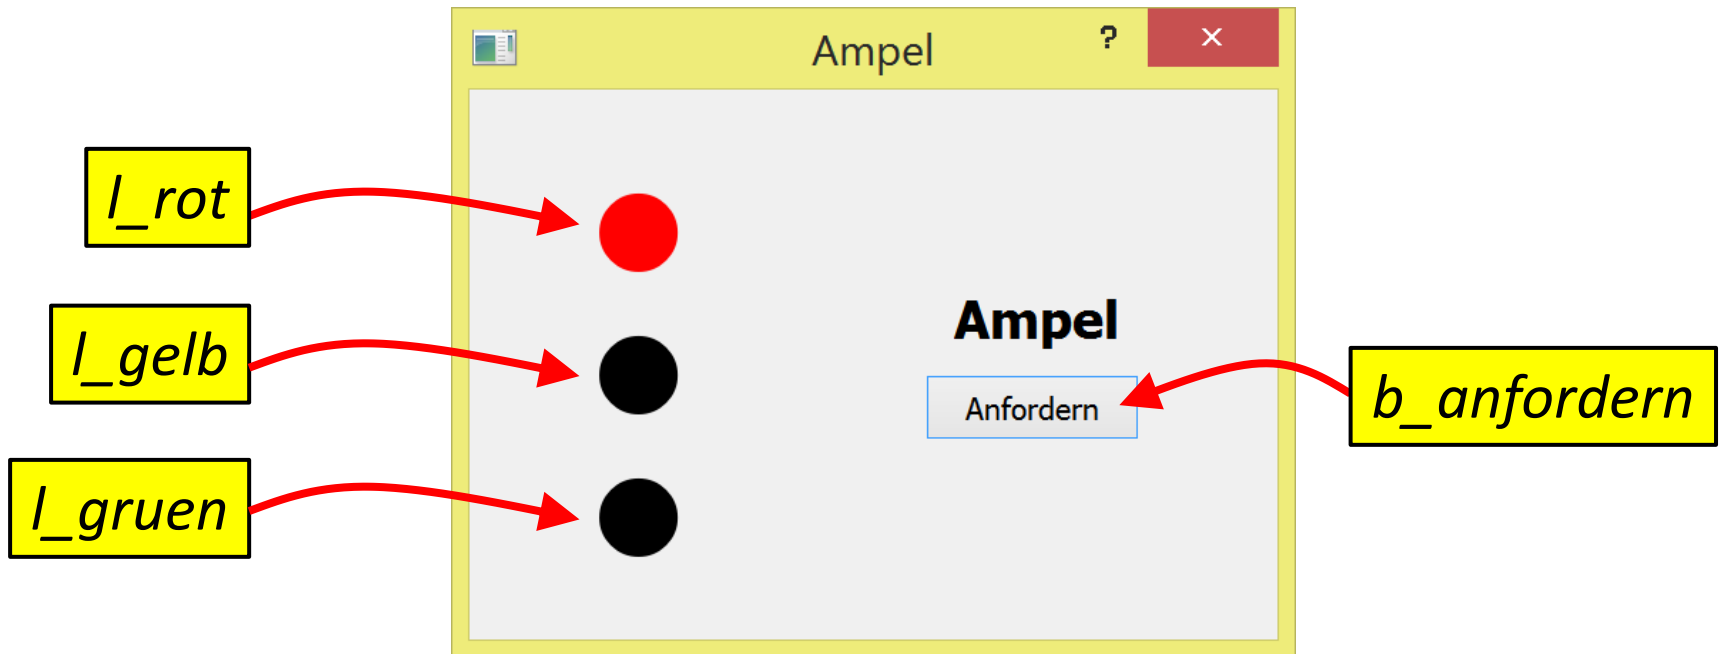 Ampel
?
l_rot
l_gelb
l_gruen
Ampel
Anfordern
b_anfordern